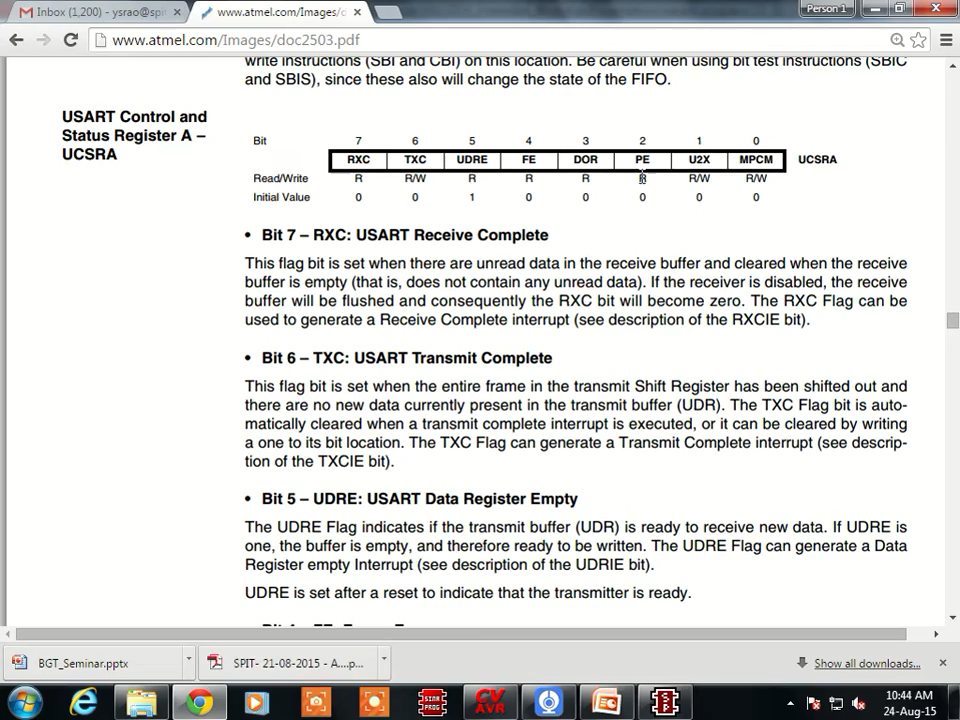 Inbox (1,200) - ysrao@spit
www.atmel.com/Images/d
Person 1
www.atmel.com/Images/doc2503.pdf
write instructions (SBI and CBI) on this location. Be careful when using bit test instructions (SBIC
and SBIS), since these also will change the state of the FIFO.
USART Control and
Status Register A –
UCSRA
Bit 7 6 5 4 3 2 1 0
RXC TXC UDRE FE DOR PE U2X MPCM UCSRA
Read/Write R R/W R R R R R/W R/W
Initial Value 0 0 1 0 0 0 0 0
• Bit 7 – RXC: USART Receive Complete
This flag bit is set when there are unread data in the receive buffer and cleared when the receive
buffer is empty (that is, does not contain any unread data). If the receiver is disabled, the receive
buffer will be flushed and consequently the RXC bit will become zero. The RXC Flag can be
used to generate a Receive Complete interrupt (see description of the RXCIE bit).
• Bit 6 – TXC: USART Transmit Complete
This flag bit is set when the entire frame in the transmit Shift Register has been shifted out and
there are no new data currently present in the transmit buffer (UDR). The TXC Flag bit is auto-
matically cleared when a transmit complete interrupt is executed, or it can be cleared by writing
a one to its bit location. The TXC Flag can generate a Transmit Complete interrupt (see descrip-
tion of the TXCIE bit).
• Bit 5 – UDRE: USART Data Register Empty
The UDRE Flag indicates if the transmit buffer (UDR) is ready to receive new data. If UDRE is
one, the buffer is empty, and therefore ready to be written. The UDRE Flag can generate a Data
Register empty Interrupt (see description of the UDRIE bit).
UDRE is set after a reset to indicate that the transmitter is ready.
BGT_Seminar.pptx
SPIT- 21-08-2015 - A....p...
Show all downloads...
SINA PROG
CV AVR
10:44 AM
24-Aug-15